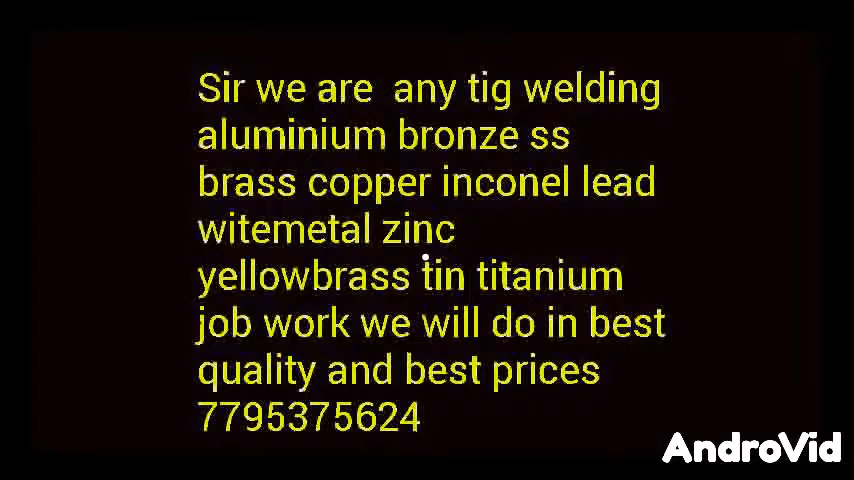 Sir we are any tig welding
aluminium bronze ss
brass copper inconel lead
witemetal zinc
yellowbrass tin titanium
job work we will do in best
quality and best prices
7795375624
AndroVid